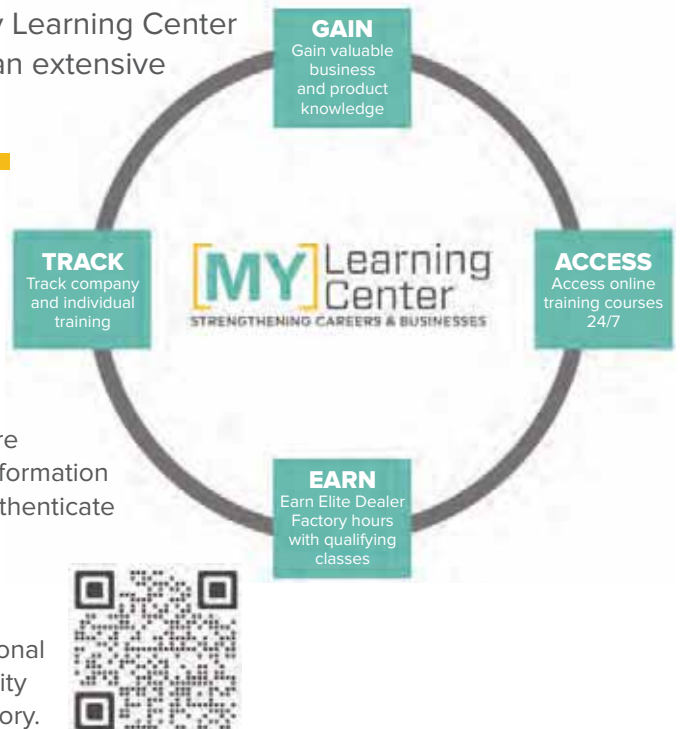 y Learning Center
an extensive
GAIN
Gain valuable
business
and product
knowledge
TRACK
Track company
and individual
training
[MY] Learning
Center
STRENGTHENING CAREERS & BUSINESSES
ACCESS
Access online
training courses
24/7
re
formation
thenticate
EARN
Earn Elite Dealer
Factory hours
with qualifying
classes
onal
ity
ory.